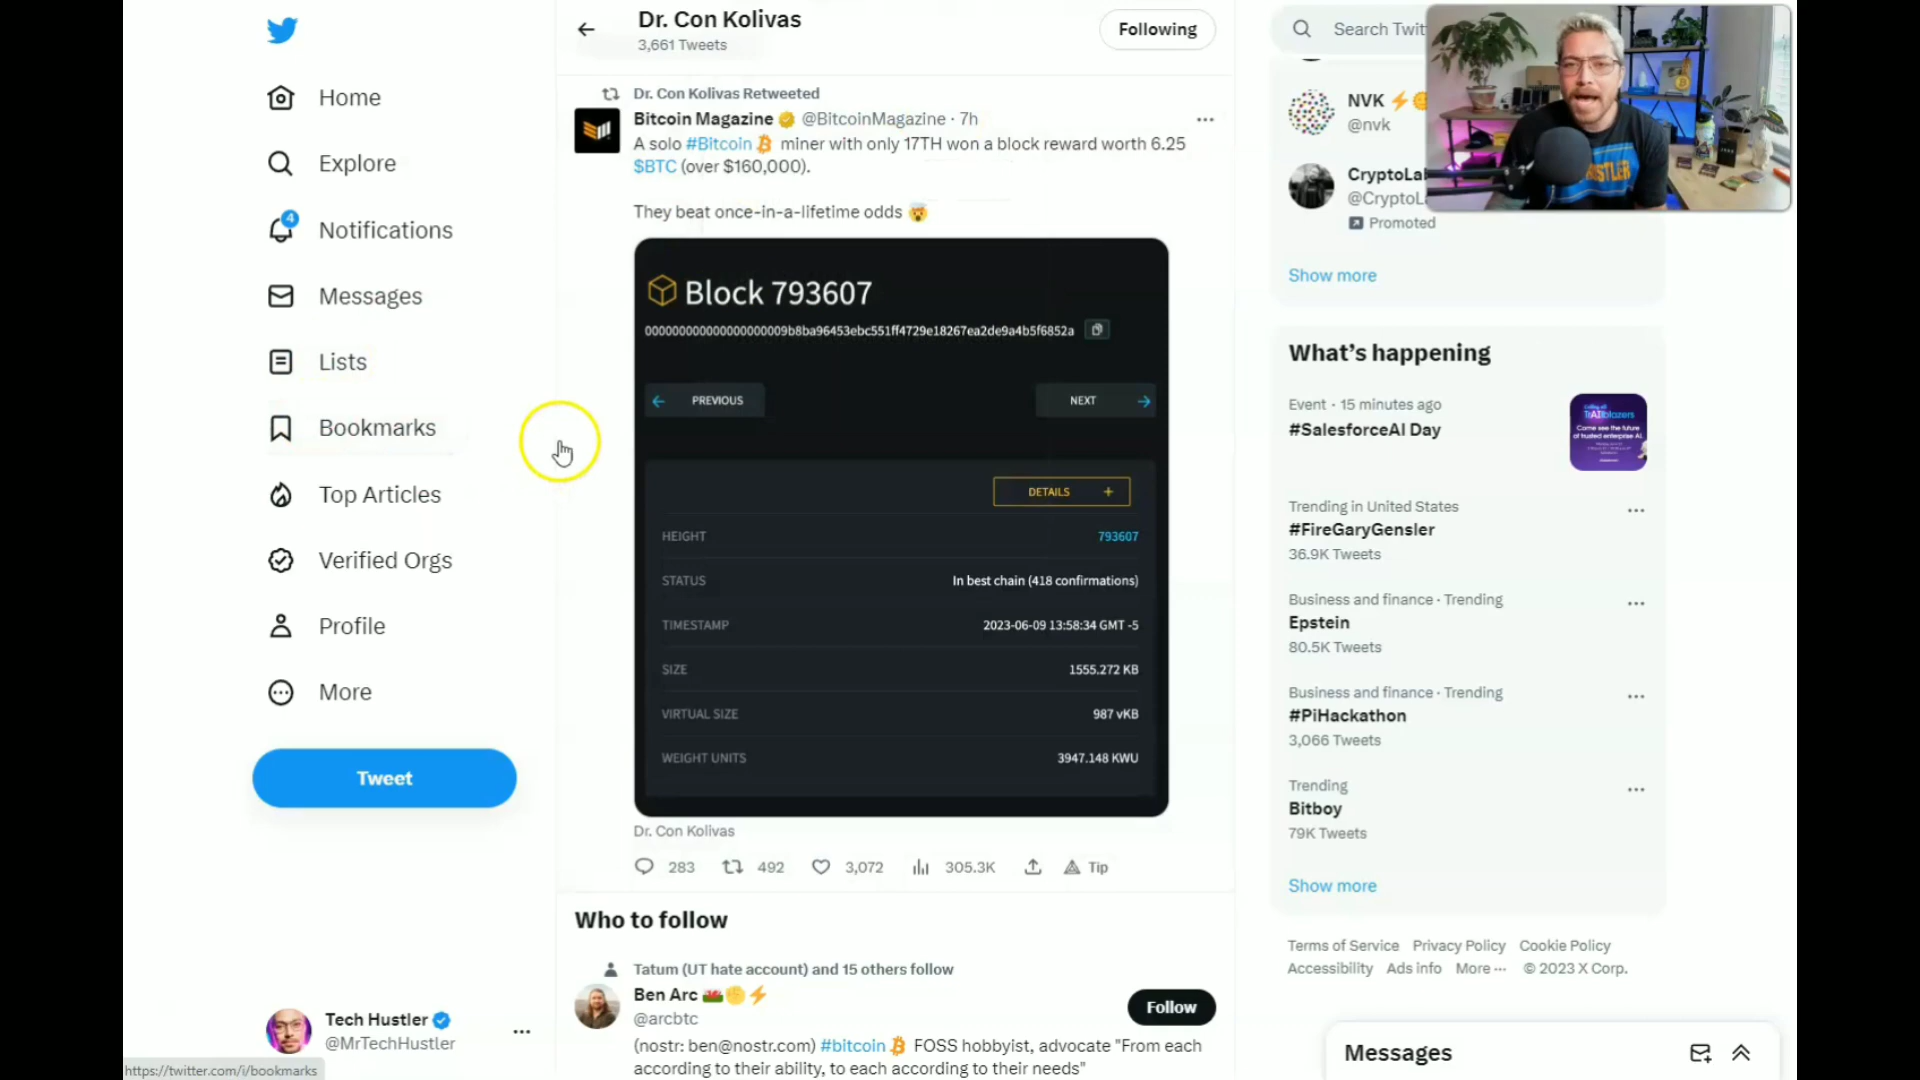 Home
Explore
4
Notifications
Messages
Lists
Bookmarks
Top Articles
Verified Orgs
Profile
More
Tweet
Tech Hustler
@MrTechHustler
https://twitter.com/i/bookmarks
Dr. Con Kolivas
3,661 Tweets
Following
Dr. Con Kolivas Retweeted
Bitcoin Magazine @BitcoinMagazine · 7h
A solo #Bitcoin miner with only 17TH won a block reward worth 6.25
$BTC (over $160,000).
They beat once-in-a-lifetime odds 🤯
Block 793607
PREVIOUS
NEXT
DETAILS +
HEIGHT 793607
STATUS In best chain (418 confirmations)
TIMESTAMP 2023-06-09 13:58:34 GMT -5
SIZE 1555.272 KB
VIRTUAL SIZE 987 vKB
WEIGHT UNITS 3947.148 KWU
Dr. Con Kolivas
283 492 3,072 305.3K Tip
Who to follow
Tatum (UT hate account) and 15 others follow
Ben Arc 🏴󠁧󠁢󠁷󠁬󠁳󠁿✊⚡
@arcbtc
Follow
(nostr: ben@nostr.com) #bitcoin FOSS hobbyist, advocate "From each
according to their ability, to each according to their needs"
Search Twit
NVK ⚡
@nvk
CryptoLa
@CryptoL
Promoted
Show more
What's happening
Event · 15 minutes ago
#SalesforceAI Day
Trending in United States
#FireGaryGensler
36.9K Tweets
Business and finance · Trending
Epstein
80.5K Tweets
Business and finance · Trending
#PiHackathon
3,066 Tweets
Trending
Bitboy
79K Tweets
Show more
Terms of Service Privacy Policy Cookie Policy
Accessibility Ads info More ··· © 2023 X Corp.
Messages